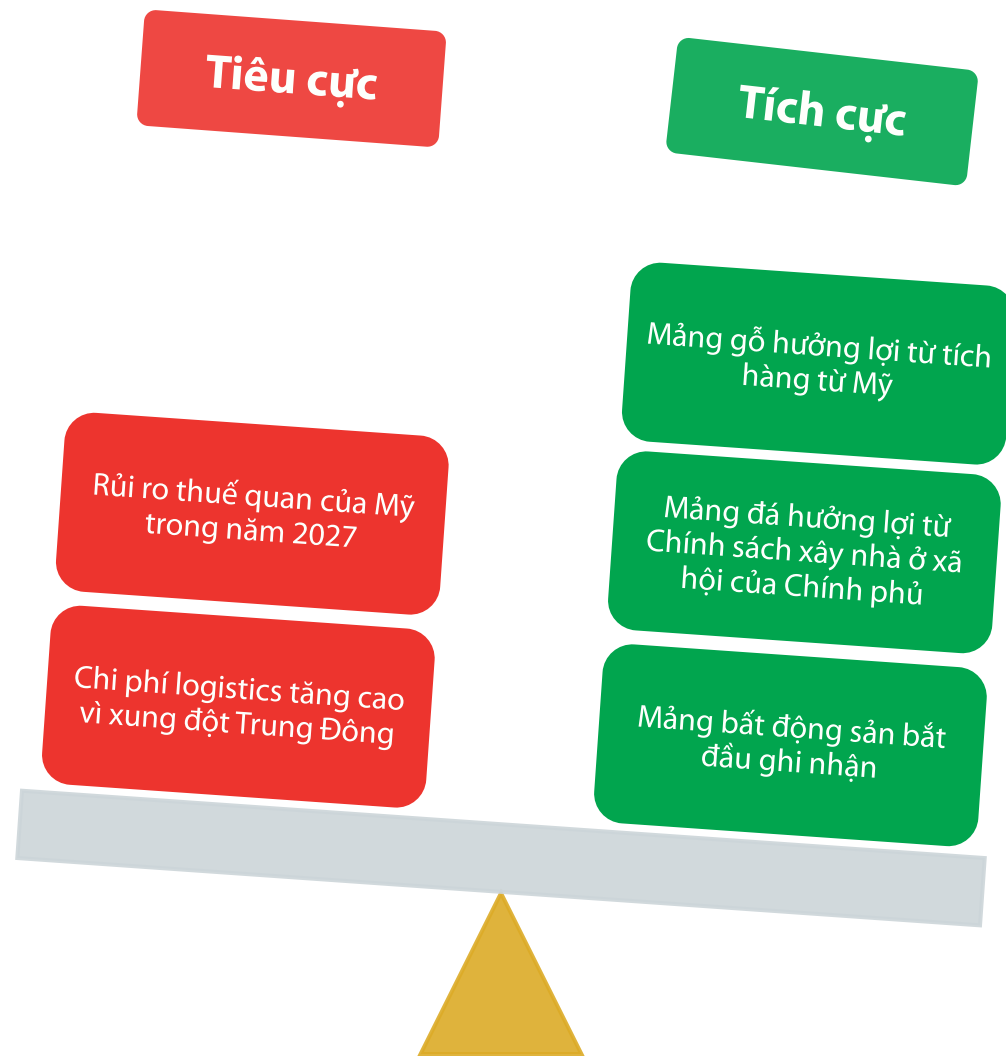 Tiêu cực
Tích cực
Rủi ro thuế quan của Mỹ
trong năm 2027
Chi phí logistics tăng cao
vì xung đột Trung Đông
Mảng gỗ hưởng lợi từ tích
hàng từ Mỹ
Mảng đá hưởng lợi từ
Chính sách xây nhà ở xã
hội của Chính phủ
Mảng bất động sản bắt
đầu ghi nhận